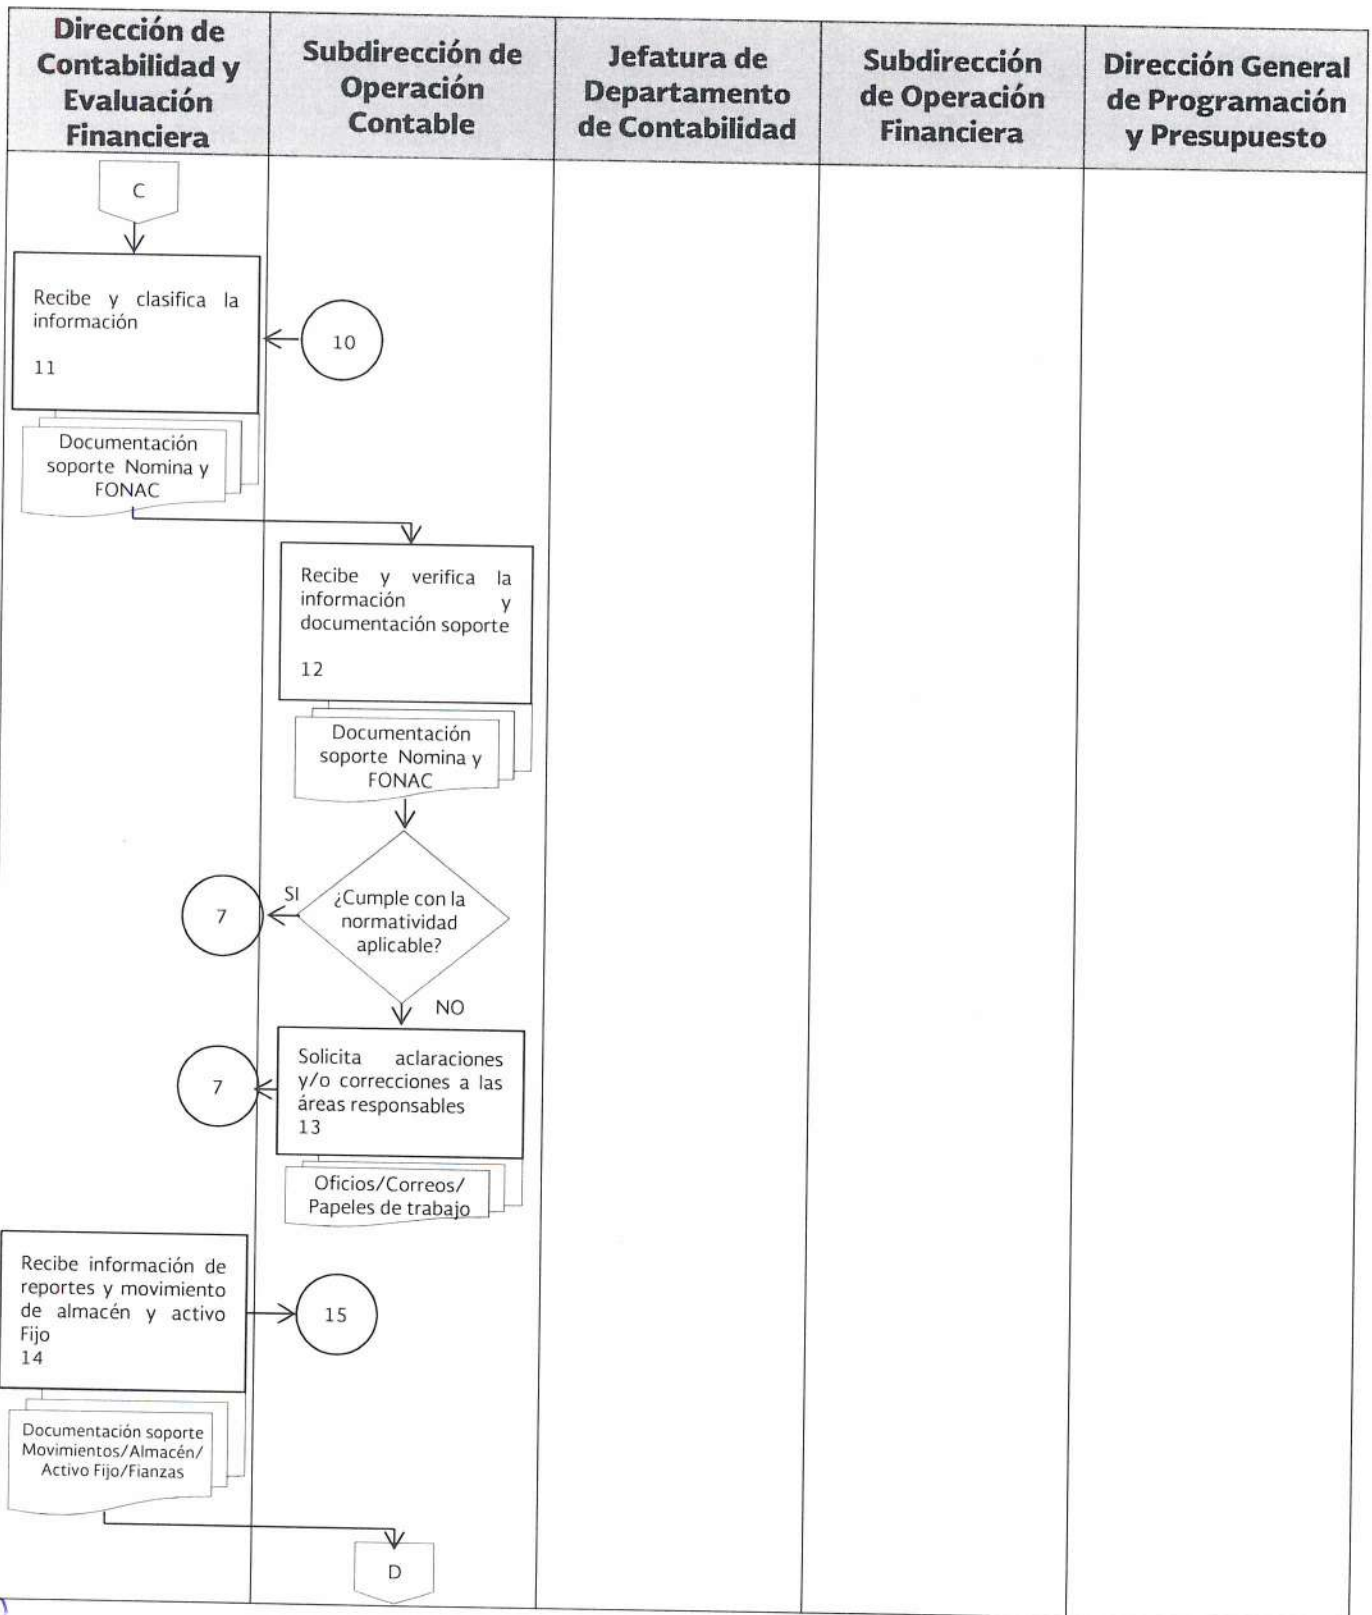 Dirección de
Contabilidad y
Evaluación
Financiera
Subdirección de
Operación
Contable
Jefatura de
Departamento
de Contabilidad
Subdirección
de Operación
Financiera
Dirección General
de Programación
y Presupuesto
C
Recibe y clasifica la
información
11
10
Documentación
soporte Nomina y
FONAC
Recibe y verifica la
información y
documentación soporte
12
Documentación
soporte Nomina y
FONAC
¿Cumple con la
normatividad
aplicable?
SI
7
NO
Solicita aclaraciones
y/o correcciones a las
áreas responsables
13
7
Oficios/Correos/
Papeles de trabajo
Recibe información de
reportes y movimiento
de almacén y activo
Fijo
14
15
Documentación soporte
Movimientos/Almacén/
Activo Fijo/Fianzas
D